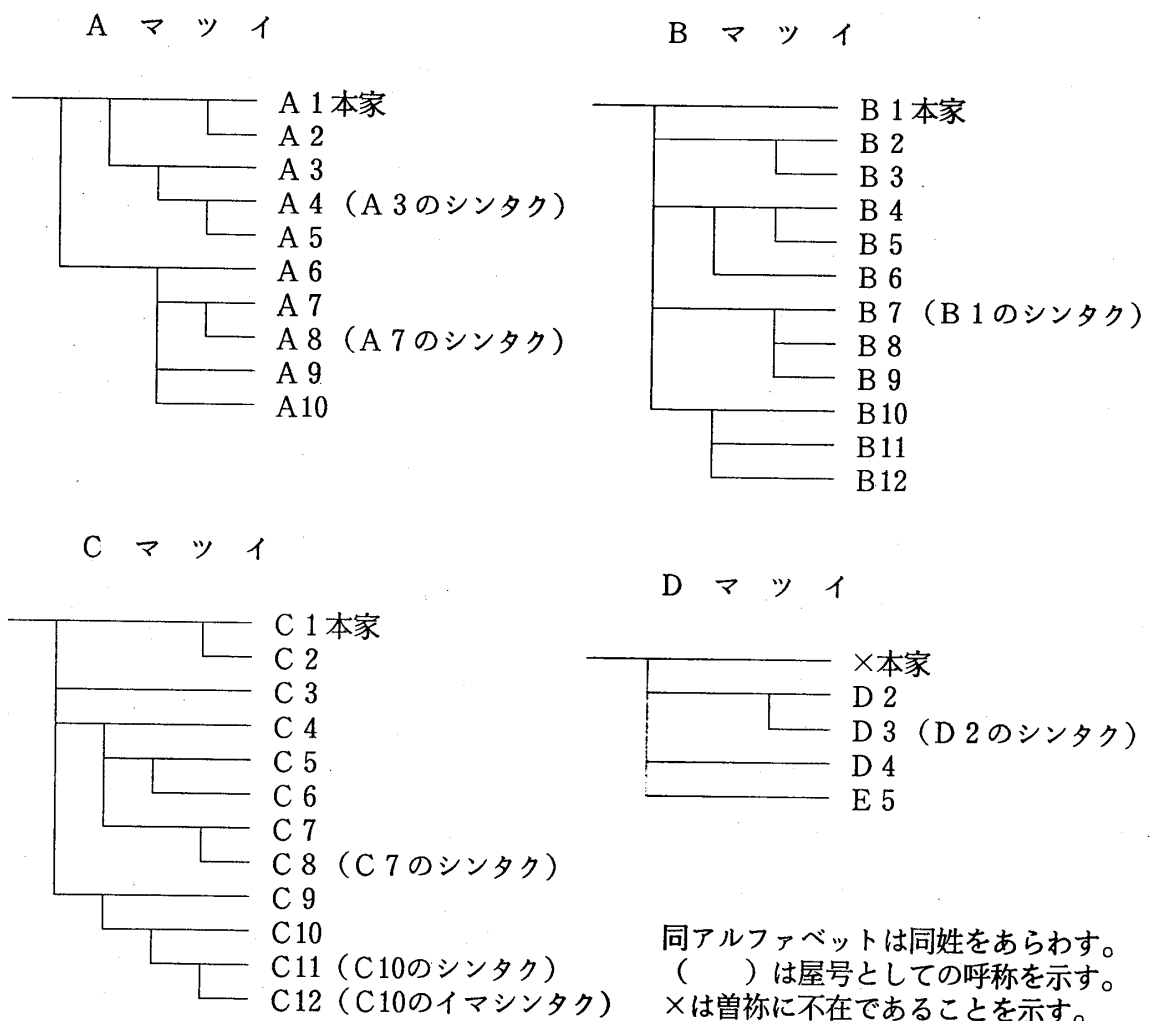 A マ ツ イ
A 1本家
A 2
A 3
A 4(A 3のシンタク)
A 5
A 6
A 7
A 8(A 7のシンタク)
A 9
A10
B マ ツ イ
B 1本家
B 2
B 3
B 4
B 5
B 6
B 7(B 1のシンタク)
B 8
B 9
B10
B11
B12
C マ ツ イ
C 1本家
C 2
C 3
C 4
C 5
C 6
C 7
C 8(C 7のシンタク)
C 9
C10
C11(C10のシンタク)
C12(C10のイマシンタク)
D マ ツ イ
×本家
D 2
D 3(D 2のシンタク)
D 4
E 5
同アルファベットは同姓をあらわす。
(  )は屋号としての呼称を示す。
×は曽祢に不在であることを示す。